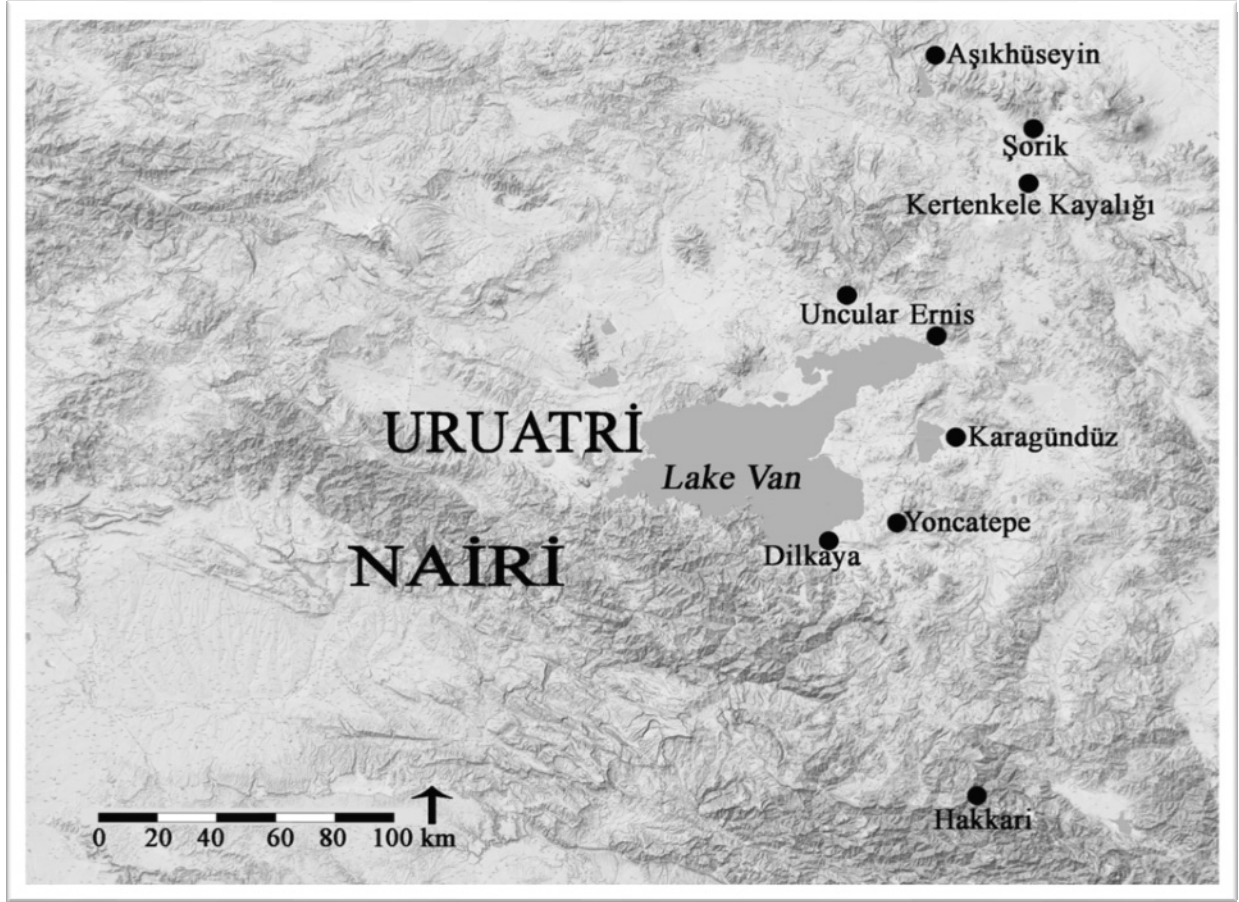 Aşıkhüseyin
Şorik
Kertenkele Kayalığı
Uncular Ernis
URUATRİ
Karagündüz
Lake Van
Yoncatepe
NAİRİ
Dilkaya
Hakkari
0 20 40 60 80 100 km